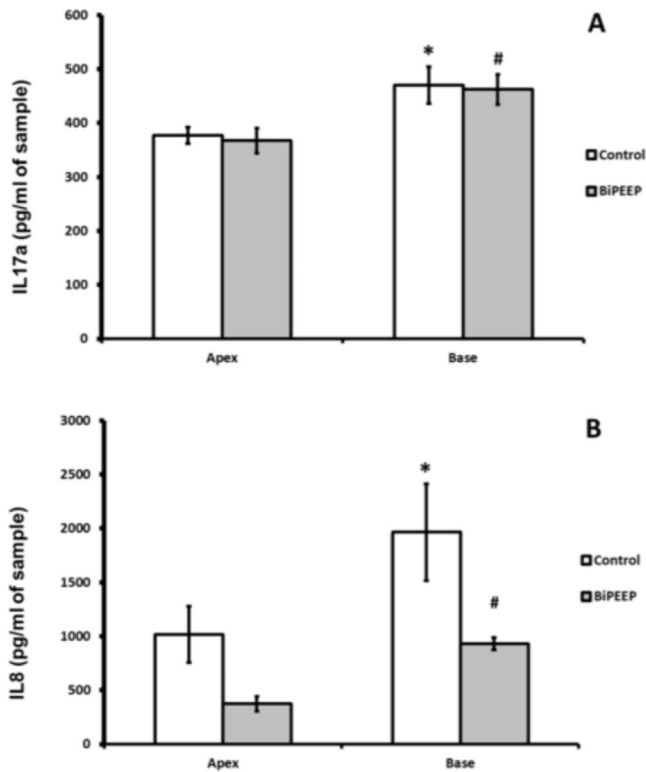 A
IL17a (pg/ml of sample)
600
500
400
300
200
100
0
*
#
Control
BiPEEP
Apex
Base
B
IL8 (pg/ml of sample)
3000
2500
2000
1500
1000
500
0
*
#
Control
BiPEEP
Apex
Base